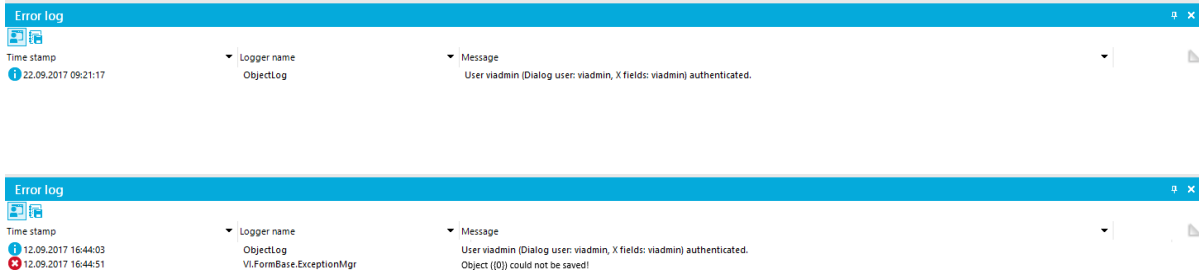 Error log
Time stamp Logger name Message
22.09.2017 09:21:17 ObjectLog User viadmin (Dialog user: viadmin, X fields: viadmin) authenticated.
Error log
Time stamp Logger name Message
12.09.2017 16:44:03 ObjectLog User viadmin (Dialog user: viadmin, X fields: viadmin) authenticated.
12.09.2017 16:44:51 VI.FormBase.ExceptionMgr Object ({0}) could not be saved!